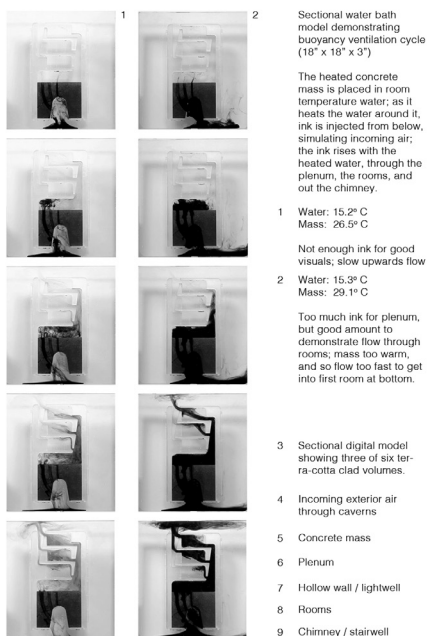 1
2
Sectional water bath
model demonstrating
buoyancy ventilation cycle
(18" x 18" x 3")
The heated concrete
mass is placed in room
temperature water; as it
heats the water around it,
ink is injected from below,
simulating incoming air;
the ink rises with the
heated water, through the
plenum, the rooms, and
out the chimney.
1 Water: 15.2º C
Mass: 26.5º C
Not enough ink for good
visuals; slow upwards flow
2 Water: 15.3º C
Mass: 29.1º C
Too much ink for plenum,
but good amount to
demonstrate flow through
rooms; mass too warm,
and so flow too fast to get
into first room at bottom.
3 Sectional digital model
showing three of six ter-
ra-cotta clad volumes.
4 Incoming exterior air
through caverns
5 Concrete mass
6 Plenum
7 Hollow wall / lightwell
8 Rooms
9 Chimney / stairwell